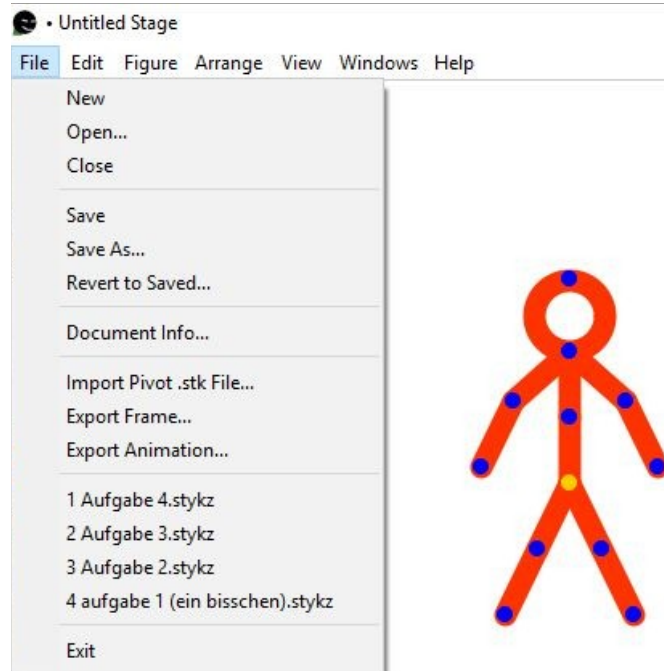 • Untitled Stage
File Edit Figure Arrange View Windows Help
New
Open...
Close
Save
Save As...
Revert to Saved...
Document Info...
Import Pivot .stk File...
Export Frame...
Export Animation...
1 Aufgabe 4.stykz
2 Aufgabe 3.stykz
3 Aufgabe 2.stykz
4 aufgabe 1 (ein bisschen).stykz
Exit